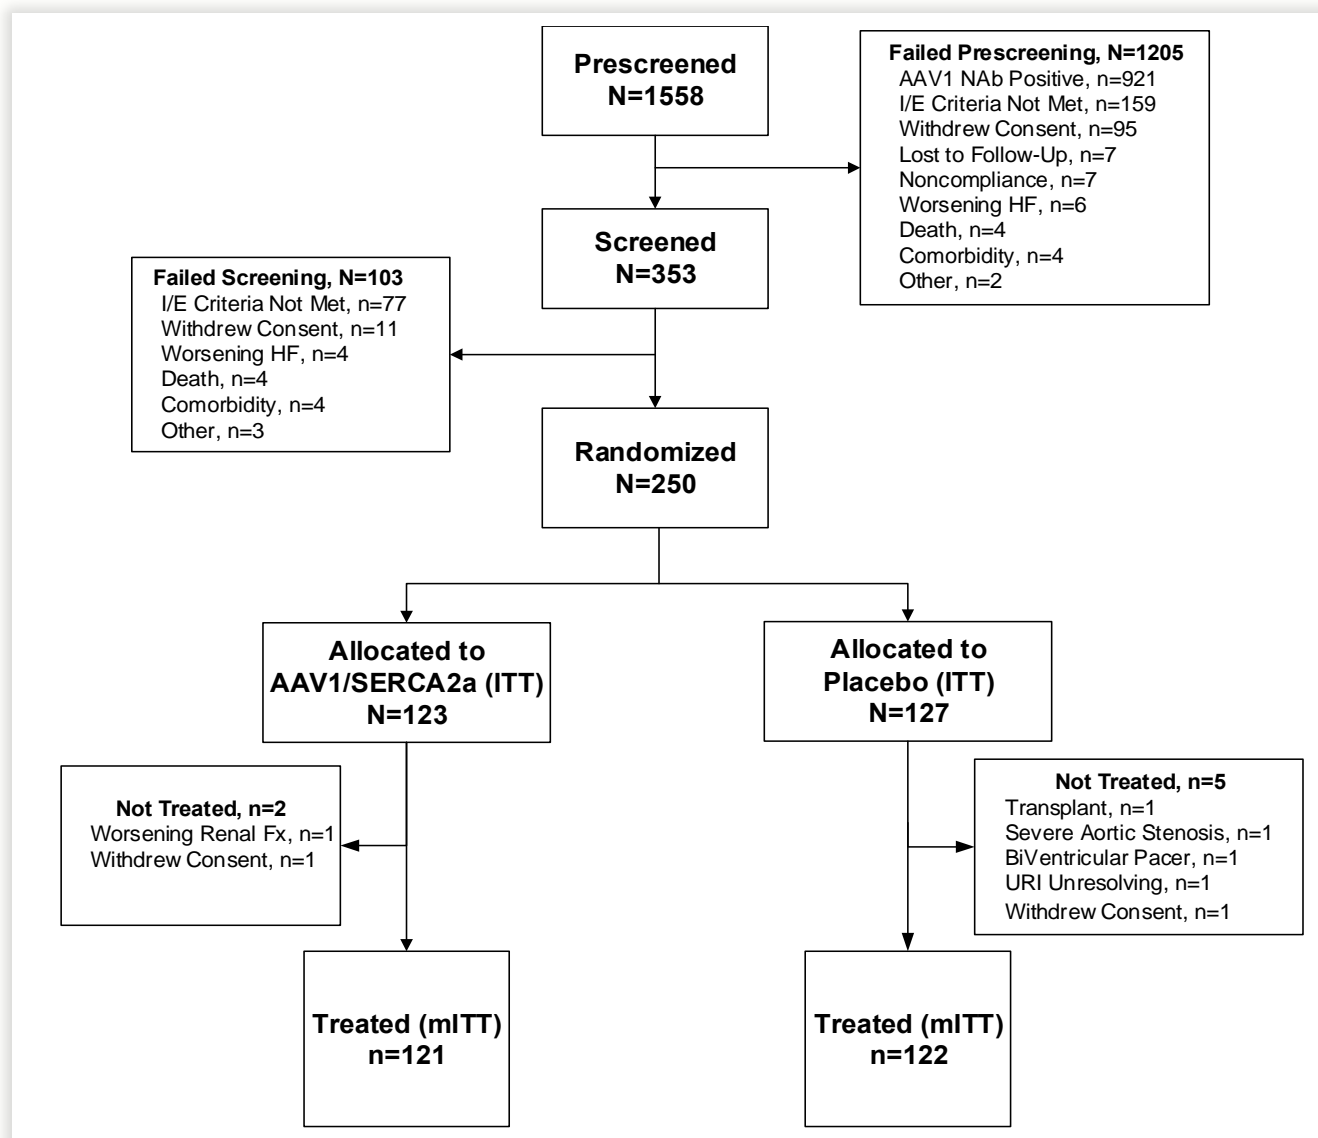 Prescreened
N=1558
Failed Prescreening, N=1205
AAV1 NAb Positive, n=921
I/E Criteria Not Met, n=159
Withdrew Consent, n=95
Lost to Follow-Up, n=7
Noncompliance, n=7
Worsening HF, n=6
Death, n=4
Comorbidity, n=4
Other, n=2
Screened
N=353
Failed Screening, N=103
I/E Criteria Not Met, n=77
Withdrew Consent, n=11
Worsening HF, n=4
Death, n=4
Comorbidity, n=4
Other, n=3
Randomized
N=250
Allocated to
AAV1/SERCA2a (ITT)
N=123
Allocated to
Placebo (ITT)
N=127
Not Treated, n=2
Worsening Renal Fx, n=1
Withdrew Consent, n=1
Not Treated, n=5
Transplant, n=1
Severe Aortic Stenosis, n=1
BiVentricular Pacer, n=1
URI Unresolving, n=1
Withdrew Consent, n=1
Treated (mITT)
n=121
Treated (mITT)
n=122